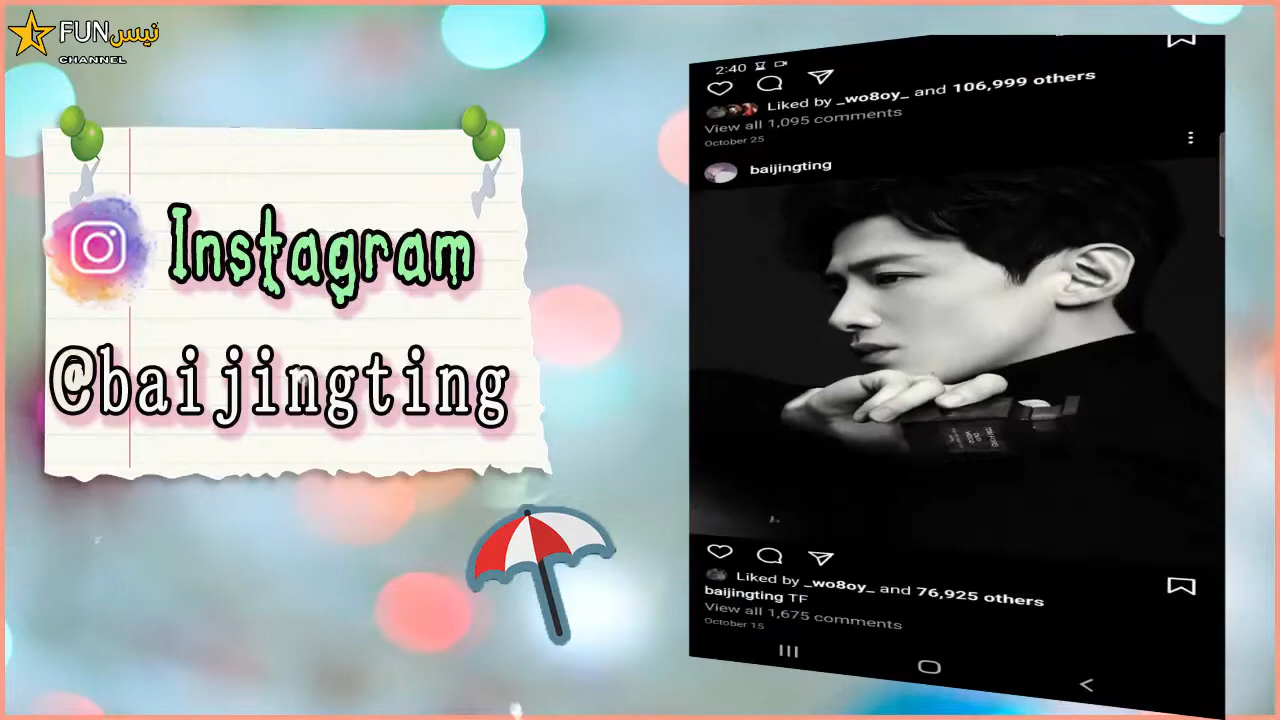 FUN نيس
CHANNEL
Instagram
@baijingting
2:40
Liked by _wo8oy_ and 106,999 others
View all 1,095 comments
October 25
baijingting
TOM FORD
Liked by _wo8oy_ and 76,925 others
baijingting TF
View all 1,675 comments
October 15